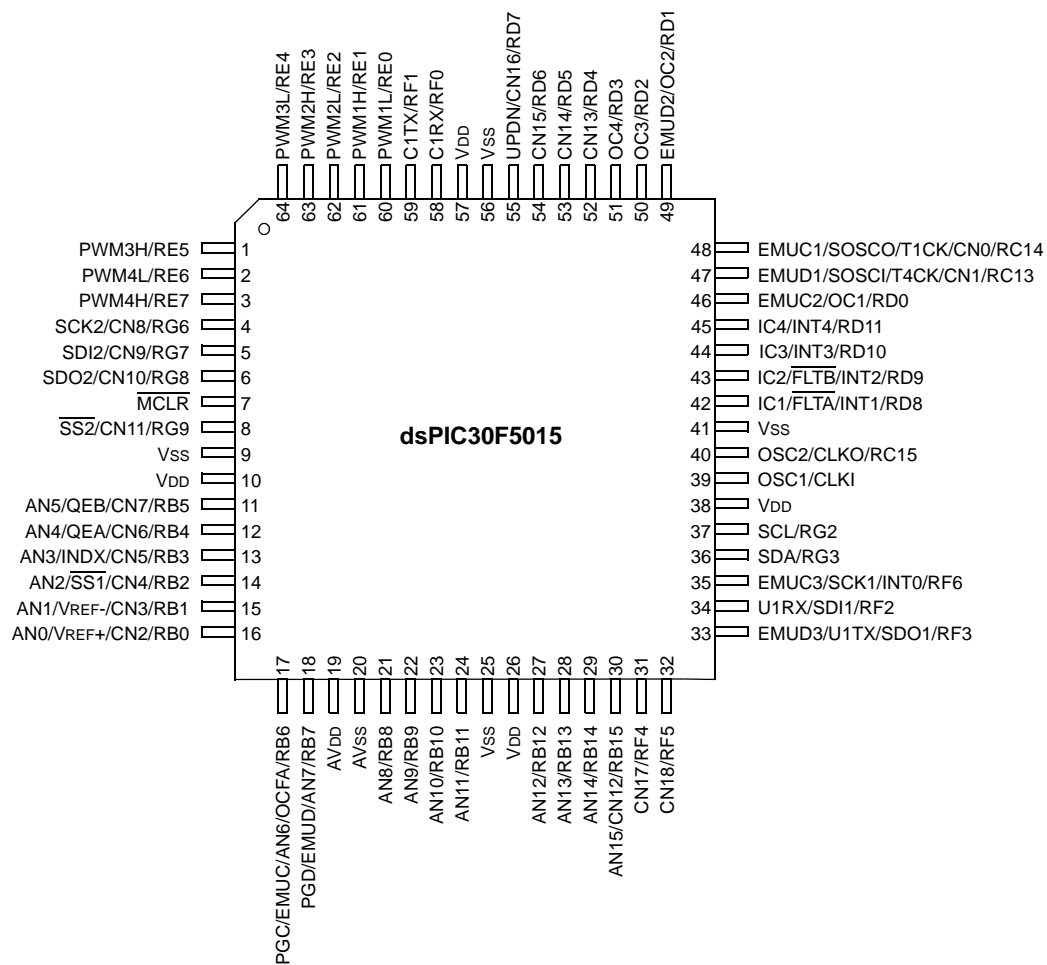 PWM3L/RE4
PWM2H/RE3
PWM2L/RE2
PWM1H/RE1
PWM1L/RE0
C1TX/RF1
C1RX/RF0
VDD
VSS
UPDN/CN16/RD7
CN15/RD6
CN14/RD5
CN13/RD4
OC4/RD3
OC3/RD2
EMUD2/OC2/RD1
64
63
62
61
60
59
58
57
56
55
54
53
52
51
50
49
PWM3H/RE5 1
PWM4L/RE6 2
PWM4H/RE7 3
SCK2/CN8/RG6 4
SDI2/CN9/RG7 5
SDO2/CN10/RG8 6
MCLR 7
SS2/CN11/RG9 8
VSS 9
VDD 10
AN5/QEB/CN7/RB5 11
AN4/QEA/CN6/RB4 12
AN3/INDX/CN5/RB3 13
AN2/SS1/CN4/RB2 14
AN1/VREF-/CN3/RB1 15
AN0/VREF+/CN2/RB0 16
dsPIC30F5015
48 EMUC1/SOSCO/T1CK/CN0/RC14
47 EMUD1/SOSCI/T4CK/CN1/RC13
46 EMUC2/OC1/RD0
45 IC4/INT4/RD11
44 IC3/INT3/RD10
43 IC2/FLTB/INT2/RD9
42 IC1/FLTA/INT1/RD8
41 VSS
40 OSC2/CLKO/RC15
39 OSC1/CLKI
38 VDD
37 SCL/RG2
36 SDA/RG3
35 EMUC3/SCK1/INT0/RF6
34 U1RX/SDI1/RF2
33 EMUD3/U1TX/SDO1/RF3
17
18
19
20
21
22
23
24
25
26
27
28
29
30
31
32
PGC/EMUC/AN6/OCFA/RB6
PGD/EMUD/AN7/RB7
AVDD
AVSS
AN8/RB8
AN9/RB9
AN10/RB10
AN11/RB11
VSS
VDD
AN12/RB12
AN13/RB13
AN14/RB14
AN15/CN12/RB15
CN17/RF4
CN18/RF5